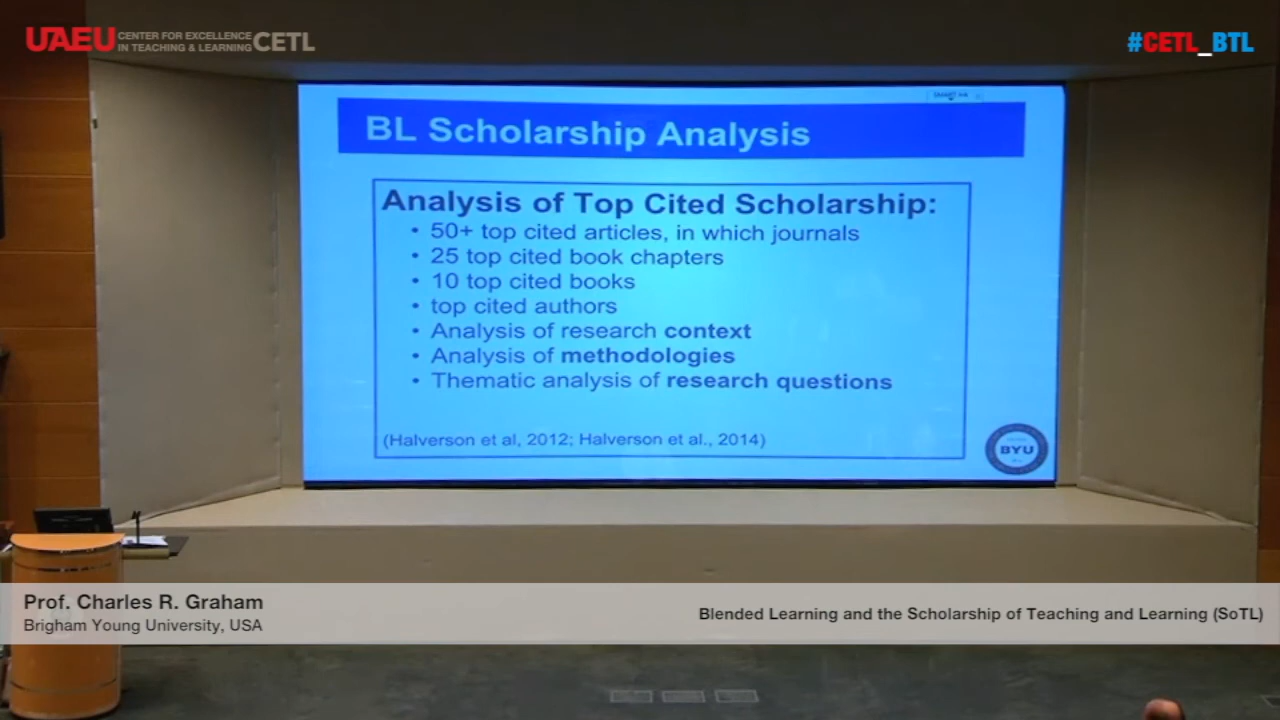 UAEU CENTER FOR EXCELLENCE
IN TEACHING & LEARNING CETL
#CETL_BTL
BL Scholarship Analysis
Analysis of Top Cited Scholarship:
• 50+ top cited articles, in which journals
• 25 top cited book chapters
• 10 top cited books
• top cited authors
• Analysis of research context
• Analysis of methodologies
• Thematic analysis of research questions
(Halverson et al, 2012; Halverson et al., 2014)
BYU
Prof. Charles R. Graham
Brigham Young University, USA
Blended Learning and the Scholarship of Teaching and Learning (SoTL)